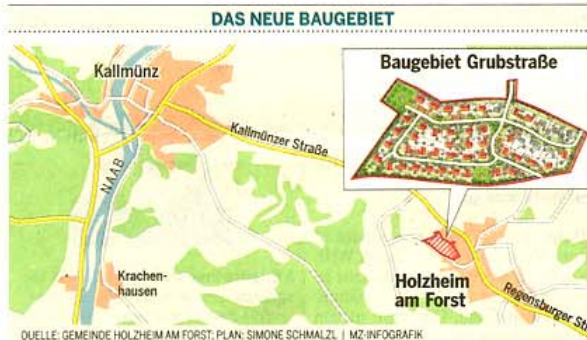 DAS NEUE BAUGEBIET
Kallmünz
Baugebiet Grubstraße
Kallmünzer Straße
NAAB
Krachen-
hausen
Holzheim
am Forst
Regensburger Str
QUELLE: GEMEINDE HOLZHEIM AM FORST; PLAN: SIMONE SCHMALZL | MZ-INFOGRAFIK